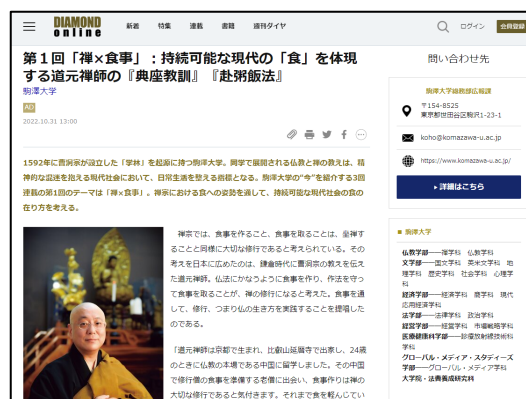 DIAMOND online
新着 特集 連載 書籍 週刊ダイヤ
ログイン 会員登録
第1回「禅×食事」:持続可能な現代の「食」を体現
する道元禅師の『典座教訓』『赴粥飯法』
駒澤大学
AD
2022.10.31 13:00
1592年に曹洞宗が設立した「学林」を起源に持つ駒澤大学。同学で展開される仏教と禅の教えは、精
神的な混迷を抱える現代社会において、日常生活を整える指標となる。駒澤大学の“今”を紹介する3回
連載の第1回のテーマは「禅×食事」。禅宗における食への姿勢を通して、持続可能な現代社会の食の
在り方を考える。
禅宗では、食事を作ること、食事を取ることは、坐禅す
ることと同様に大切な修行であると考えられている。その
考えを日本に広めたのは、鎌倉時代に曹洞宗の教えを伝え
た道元禅師。仏法にかなうように食事を作り、作法を守っ
て食事を取ることが、禅の修行になると考えた。食事を通
して、修行、つまり仏の生き方を実践することを提唱した
のである。
「道元禅師は京都で生まれ、比叡山延暦寺で出家し、24歳
のときに仏教の本場である中国に留学しました。その中国
で修行僧の食事を準備する老僧に出会い、食事作りは禅の
大切な修行であると気付きます。それまで食を軽んじてい
問い合わせ先
駒澤大学総務部広報課
〒154-8525
東京都世田谷区駒沢1-23-1
koho@komazawa-u.ac.jp
https://www.komazawa-u.ac.jp/
▸ 詳細はこちら
■ 駒澤大学
仏教学部──禅学科 仏教学科
文学部──国文学科 英米文学科 地
理学科 歴史学科 社会学科 心理学
科
経済学部──経済学科 商学科 現代
応用経済学科
法学部──法律学科 政治学科
経営学部──経営学科 市場戦略学科
医療健康科学部──診療放射線技術科
学科
グローバル・メディア・スタディーズ
学部──グローバル・メディア学科
大学院・法曹養成研究科